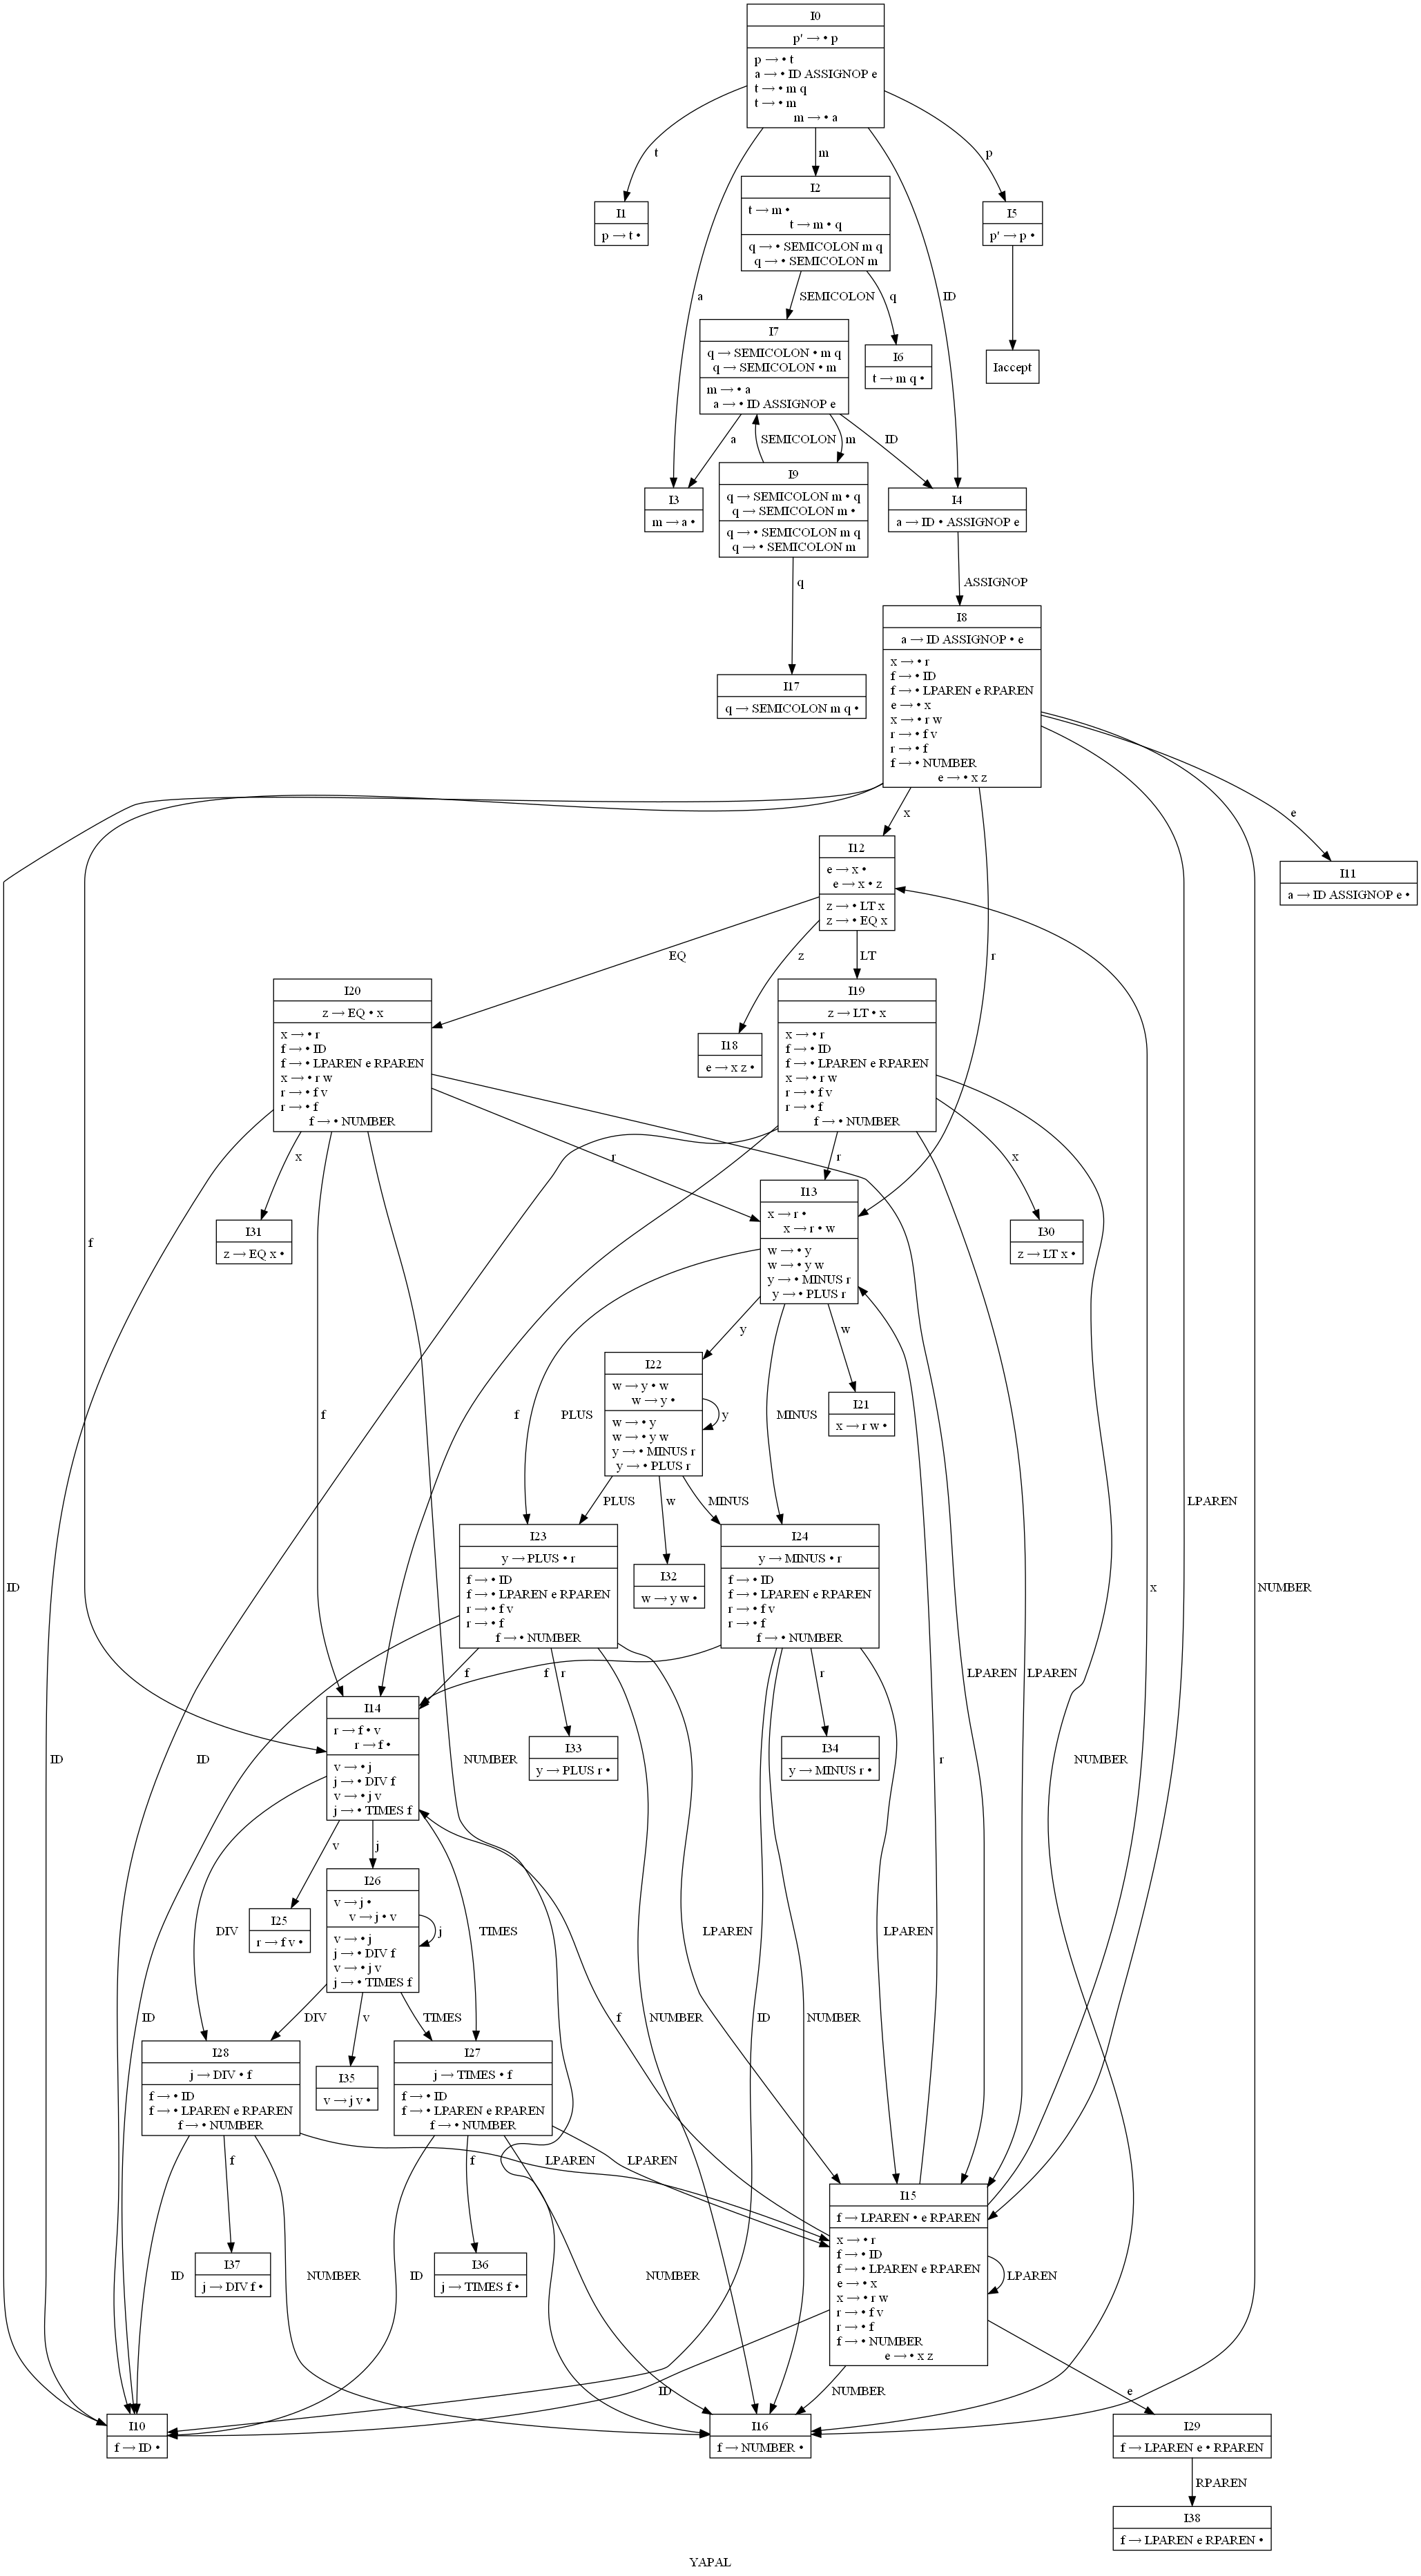 I0
p' → • p
p → • t
a → • ID ASSIGNOP e
t → • m q
t → • m
m → • a
t
m
p
a
ID
I1
p → t •
I2
t → m •
t → m • q
q → • SEMICOLON m q
q → • SEMICOLON m
I5
p' → p •
SEMICOLON
q
I7
q → SEMICOLON • m q
q → SEMICOLON • m
m → • a
a → • ID ASSIGNOP e
I6
t → m q •
Iaccept
a
SEMICOLON
m
ID
I3
m → a •
I9
q → SEMICOLON m • q
q → SEMICOLON m •
q → • SEMICOLON m q
q → • SEMICOLON m
I4
a → ID • ASSIGNOP e
q
ASSIGNOP
I17
q → SEMICOLON m q •
I8
a → ID ASSIGNOP • e
x → • r
f → • ID
f → • LPAREN e RPAREN
e → • x
x → • r w
r → • f v
r → • f
f → • NUMBER
e → • x z
x
e
I12
e → x •
e → x • z
z → • LT x
z → • EQ x
I11
a → ID ASSIGNOP e •
EQ
z
LT
r
I20
z → EQ • x
x → • r
f → • ID
f → • LPAREN e RPAREN
x → • r w
r → • f v
r → • f
f → • NUMBER
I18
e → x z •
I19
z → LT • x
x → • r
f → • ID
f → • LPAREN e RPAREN
x → • r w
r → • f v
r → • f
f → • NUMBER
x
r
r
x
f
I31
z → EQ x •
I13
x → r •
x → r • w
w → • y
w → • y w
y → • MINUS r
y → • PLUS r
I30
z → LT x •
y
w
f
f
PLUS
MINUS
I22
w → y • w
w → y •
w → • y
w → • y w
y → • MINUS r
y → • PLUS r
y
I21
x → r w •
PLUS
w
MINUS
LPAREN
I23
y → PLUS • r
f → • ID
f → • LPAREN e RPAREN
r → • f v
r → • f
f → • NUMBER
I32
w → y w •
I24
y → MINUS • r
f → • ID
f → • LPAREN e RPAREN
r → • f v
r → • f
f → • NUMBER
ID
x
NUMBER
f
r
f
r
LPAREN
LPAREN
I14
r → f • v
r → f •
v → • j
j → • DIV f
v → • j v
j → • TIMES f
I33
y → PLUS r •
I34
y → MINUS r •
ID
ID
NUMBER
r
NUMBER
v
j
I25
r → f v •
I26
v → j •
v → j • v
v → • j
j → • DIV f
v → • j v
j → • TIMES f
j
DIV
TIMES
LPAREN
LPAREN
ID
DIV
v
TIMES
f
NUMBER
ID
NUMBER
I28
j → DIV • f
f → • ID
f → • LPAREN e RPAREN
f → • NUMBER
I35
v → j v •
I27
j → TIMES • f
f → • ID
f → • LPAREN e RPAREN
f → • NUMBER
f
LPAREN
f
LPAREN
I15
f → LPAREN • e RPAREN
x → • r
f → • ID
f → • LPAREN e RPAREN
e → • x
x → • r w
r → • f v
r → • f
f → • NUMBER
e → • x z
LPAREN
ID
I37
j → DIV f •
NUMBER
ID
I36
j → TIMES f •
NUMBER
ID
NUMBER
e
I10
f → ID •
I16
f → NUMBER •
I29
f → LPAREN e • RPAREN
RPAREN
I38
f → LPAREN e RPAREN •
YAPAL